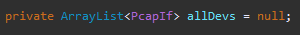 private ArrayList<PcapIf> allDevs = null;